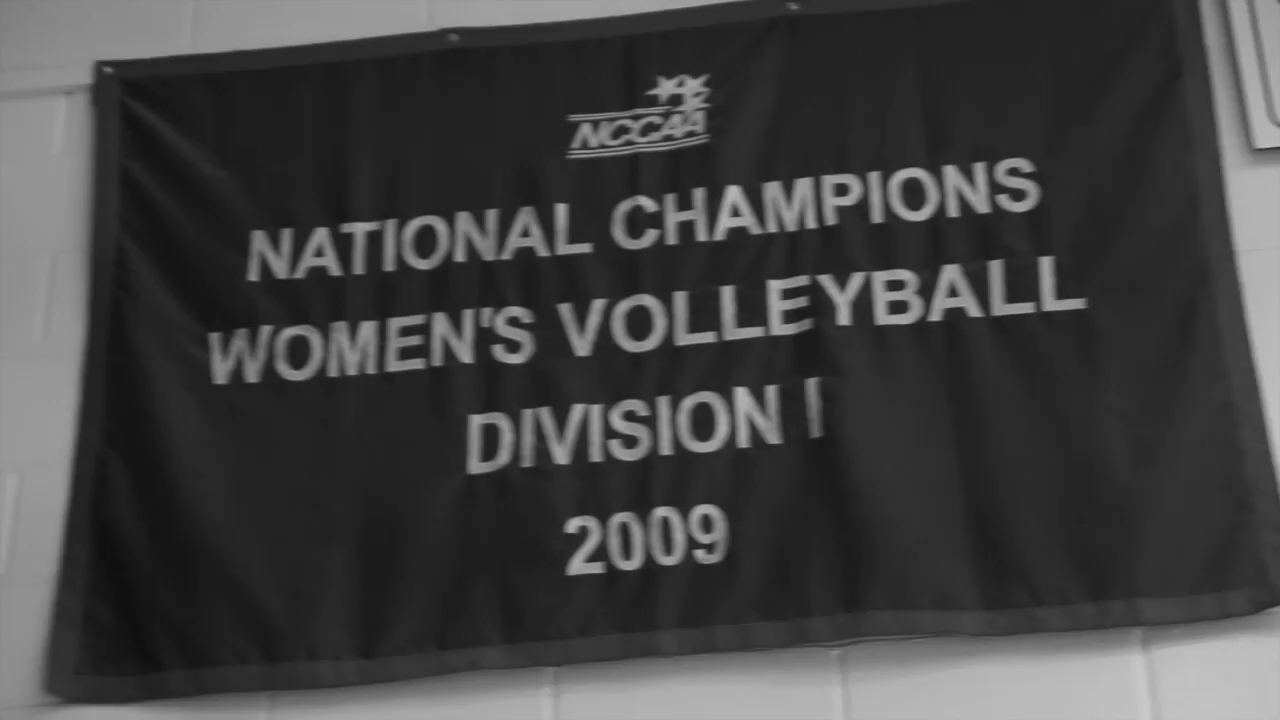 NCCAA
NATIONAL CHAMPIONS
WOMEN'S VOLLEYBALL
DIVISION I
2009